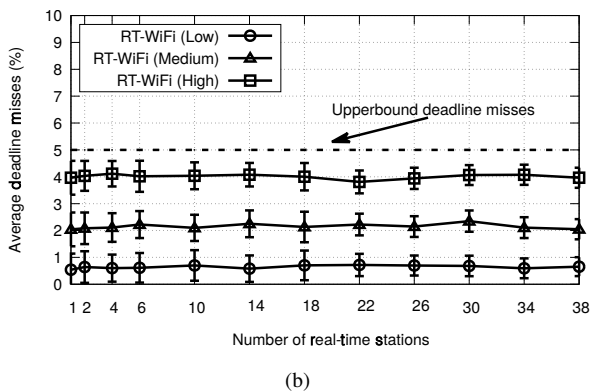 10
9
8
7
6
5
4
3
2
1
0
Average deadline misses (%)
RT-WiFi (Low)
RT-WiFi (Medium)
RT-WiFi (High)
Upperbound deadline misses
1 2 4 6 10 14 18 22 26 30 34 38
Number of real-time stations
(b)